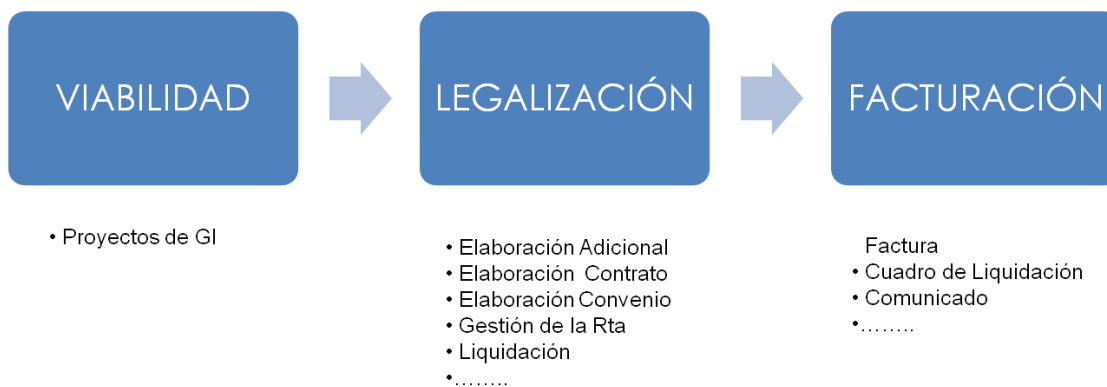 VIABILIDAD
LEGALIZACIÓN
FACTURACIÓN
• Proyectos de GI
• Elaboración Adicional
• Elaboración Contrato
• Elaboración Convenio
• Gestión de la Rta
• Liquidación
•........
Factura
• Cuadro de Liquidación
• Comunicado
•........